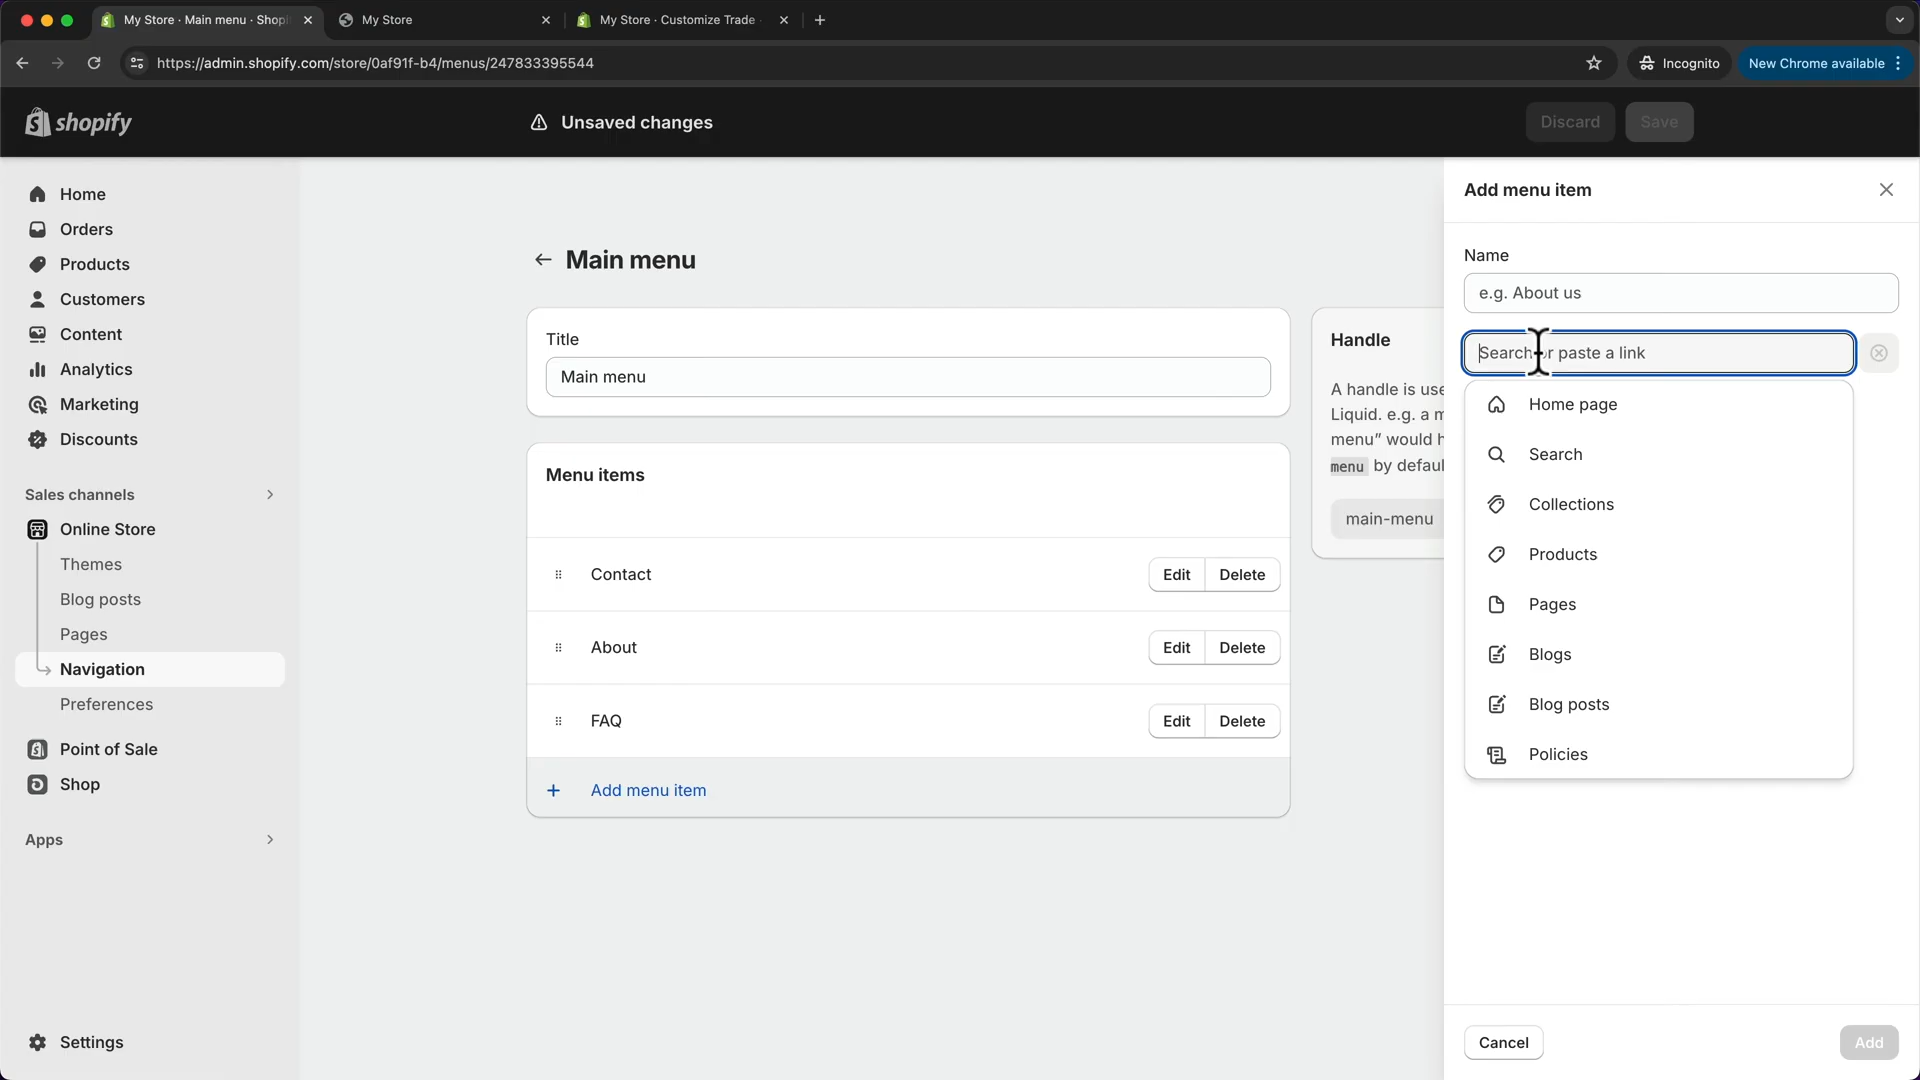 My Store · Main menu · Shopi
My Store
My Store · Customize Trade
https://admin.shopify.com/store/0af91f-b4/menus/247833395544
Incognito
New Chrome available
shopify
Unsaved changes
Discard
Save
Home
Orders
Products
Customers
Content
Analytics
Marketing
Discounts
Sales channels
Online Store
Themes
Blog posts
Pages
Navigation
Preferences
Point of Sale
Shop
Apps
Settings
Main menu
Title
Main menu
Menu items
Contact
Edit
Delete
About
Edit
Delete
FAQ
Edit
Delete
Add menu item
Handle
A handle is use
Liquid. e.g. a m
menu" would h
menu by defaul
main-menu
Add menu item
Name
e.g. About us
Search or paste a link
Home page
Search
Collections
Products
Pages
Blogs
Blog posts
Policies
Cancel
Add